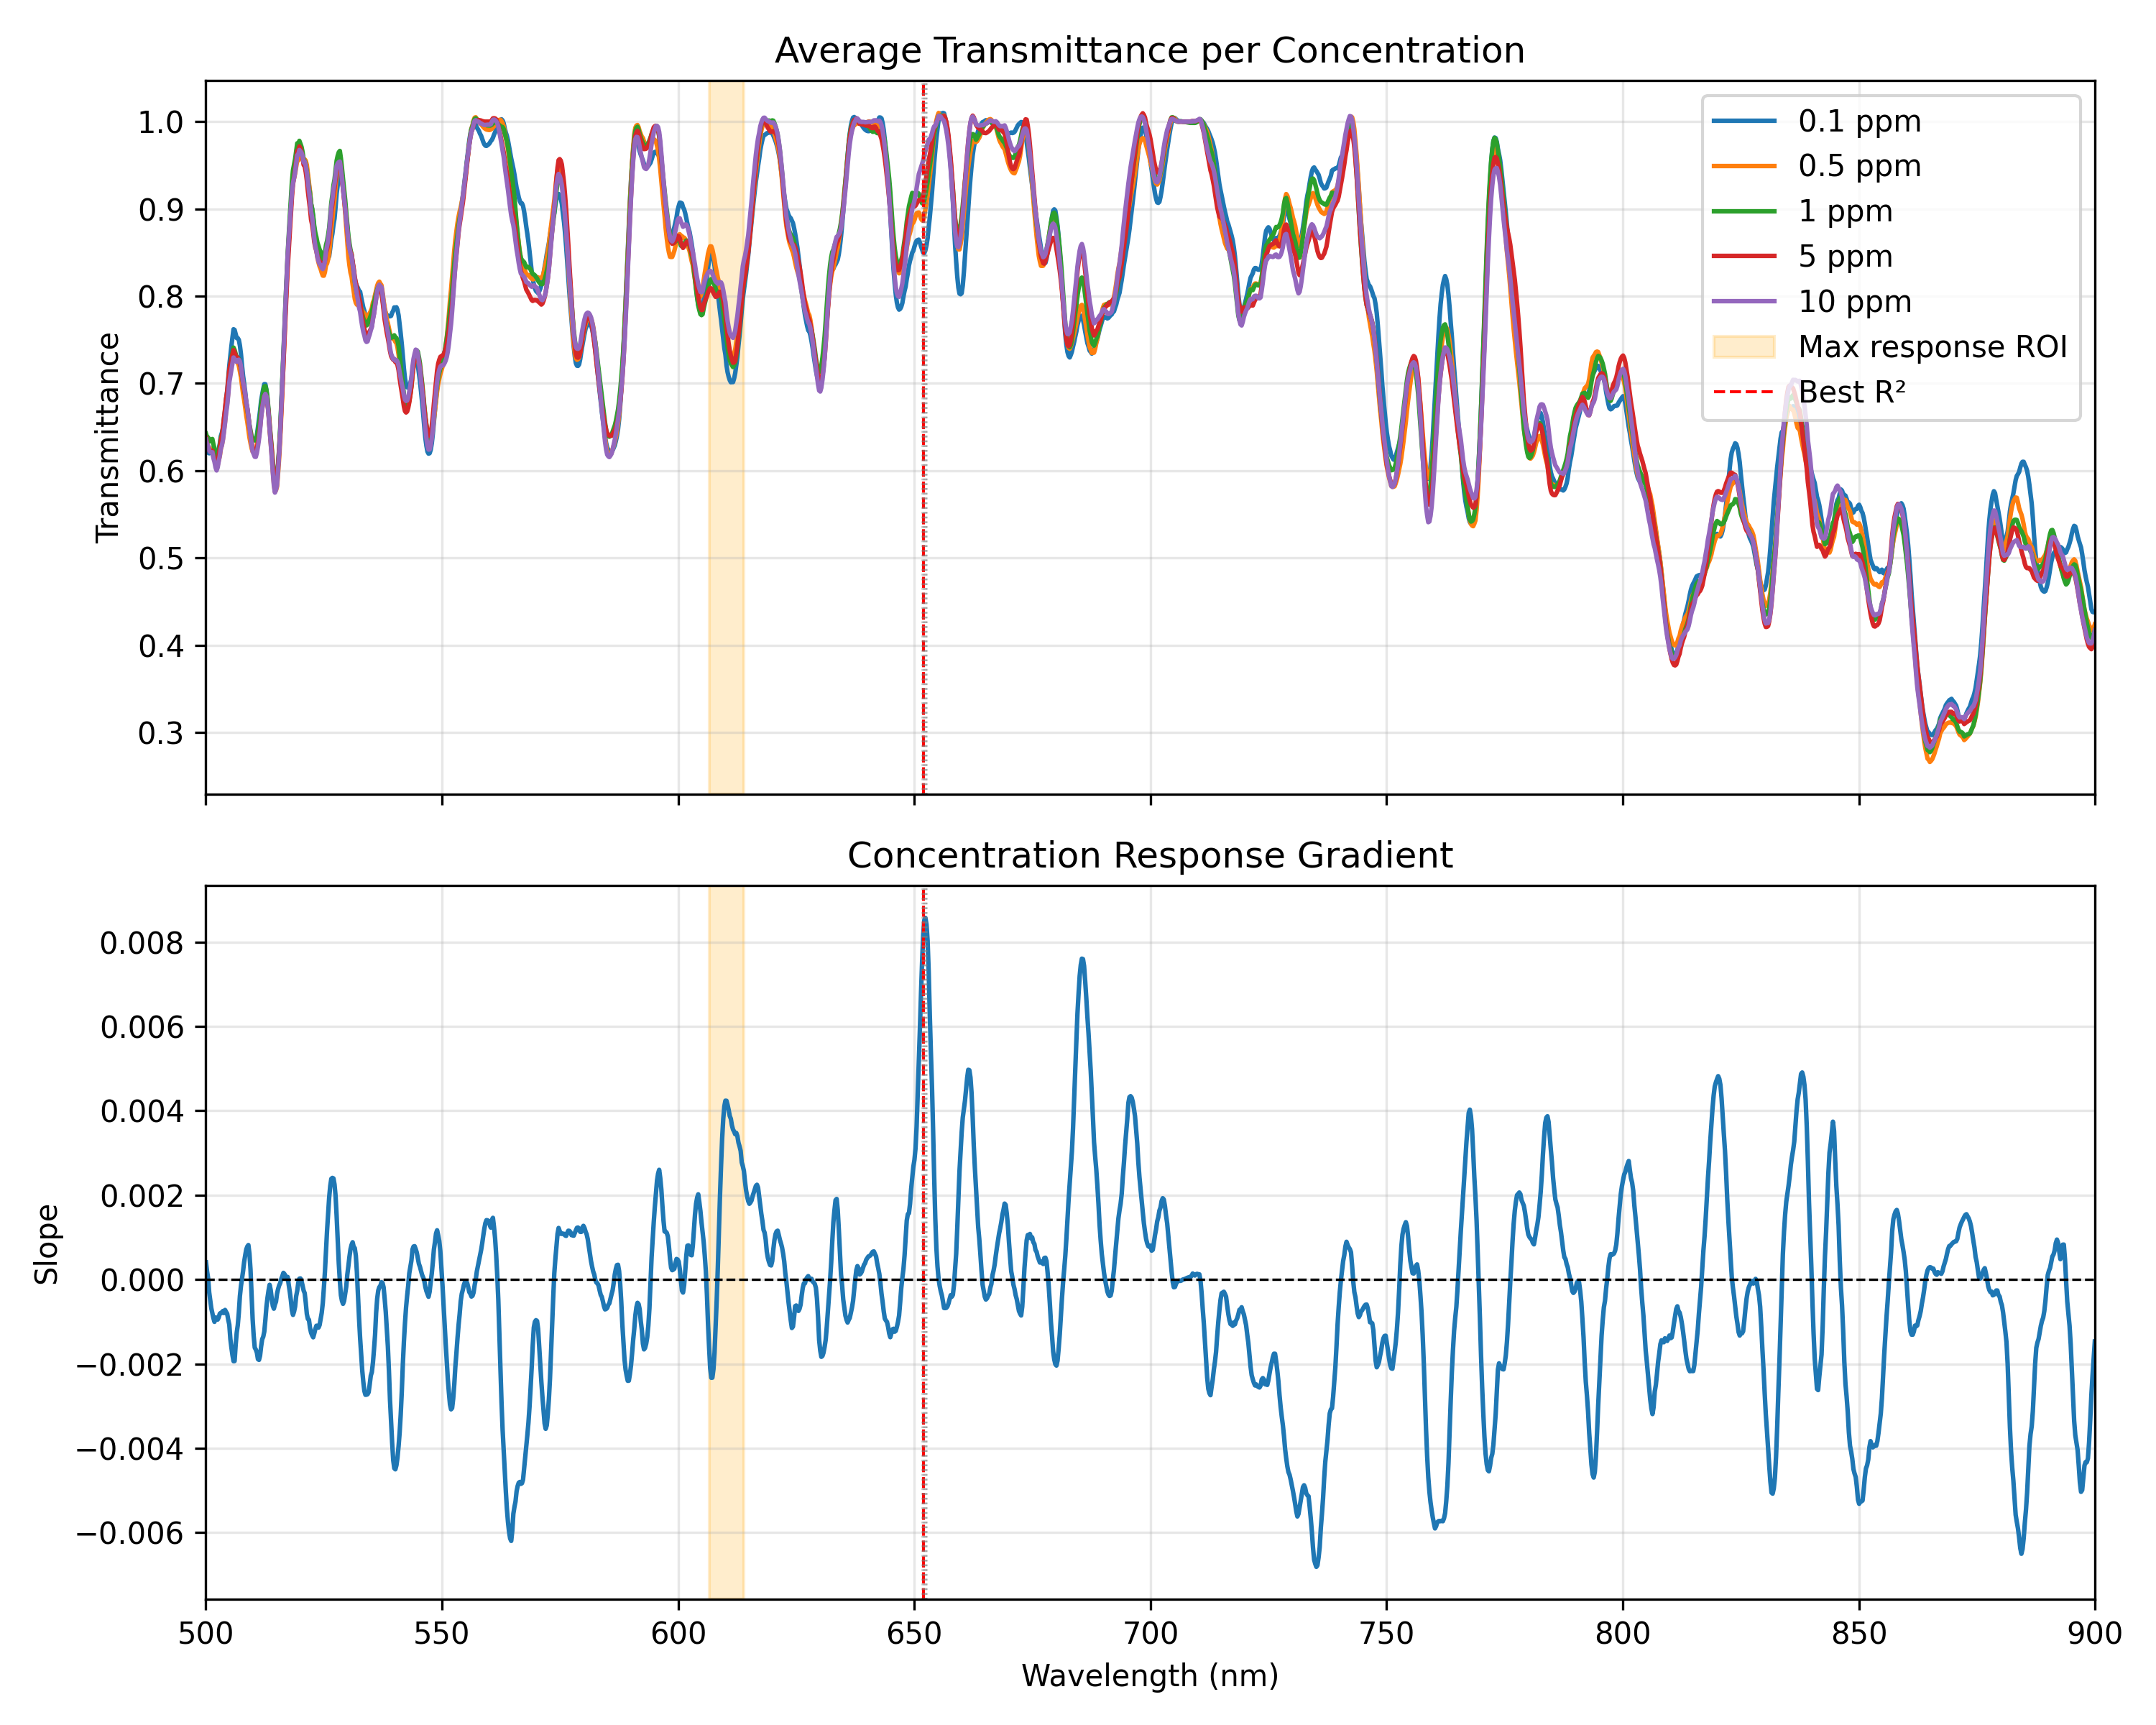 Average Transmittance per Concentration
Transmittance
1.0
0.9
0.8
0.7
0.6
0.5
0.4
0.3
0.1 ppm
0.5 ppm
1 ppm
5 ppm
10 ppm
Max response ROI
Best R²
Concentration Response Gradient
Slope
0.008
0.006
0.004
0.002
0.000
−0.002
−0.004
−0.006
500 550 600 650 700 750 800 850 900
Wavelength (nm)